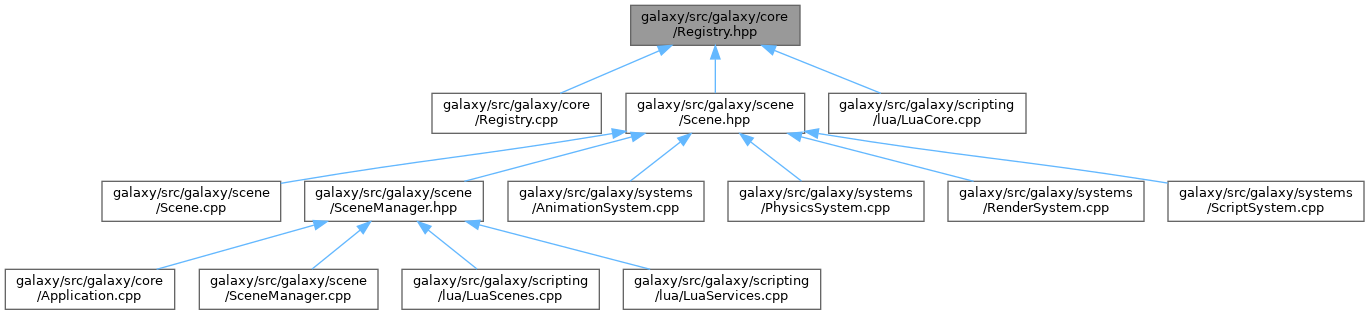 galaxy/src/galaxy/core
/Registry.hpp
galaxy/src/galaxy/core
/Registry.cpp
galaxy/src/galaxy/scene
/Scene.hpp
galaxy/src/galaxy/scripting
/lua/LuaCore.cpp
galaxy/src/galaxy/scene
/Scene.cpp
galaxy/src/galaxy/scene
/SceneManager.hpp
galaxy/src/galaxy/systems
/AnimationSystem.cpp
galaxy/src/galaxy/systems
/PhysicsSystem.cpp
galaxy/src/galaxy/systems
/RenderSystem.cpp
galaxy/src/galaxy/systems
/ScriptSystem.cpp
galaxy/src/galaxy/core
/Application.cpp
galaxy/src/galaxy/scene
/SceneManager.cpp
galaxy/src/galaxy/scripting
/lua/LuaScenes.cpp
galaxy/src/galaxy/scripting
/lua/LuaServices.cpp